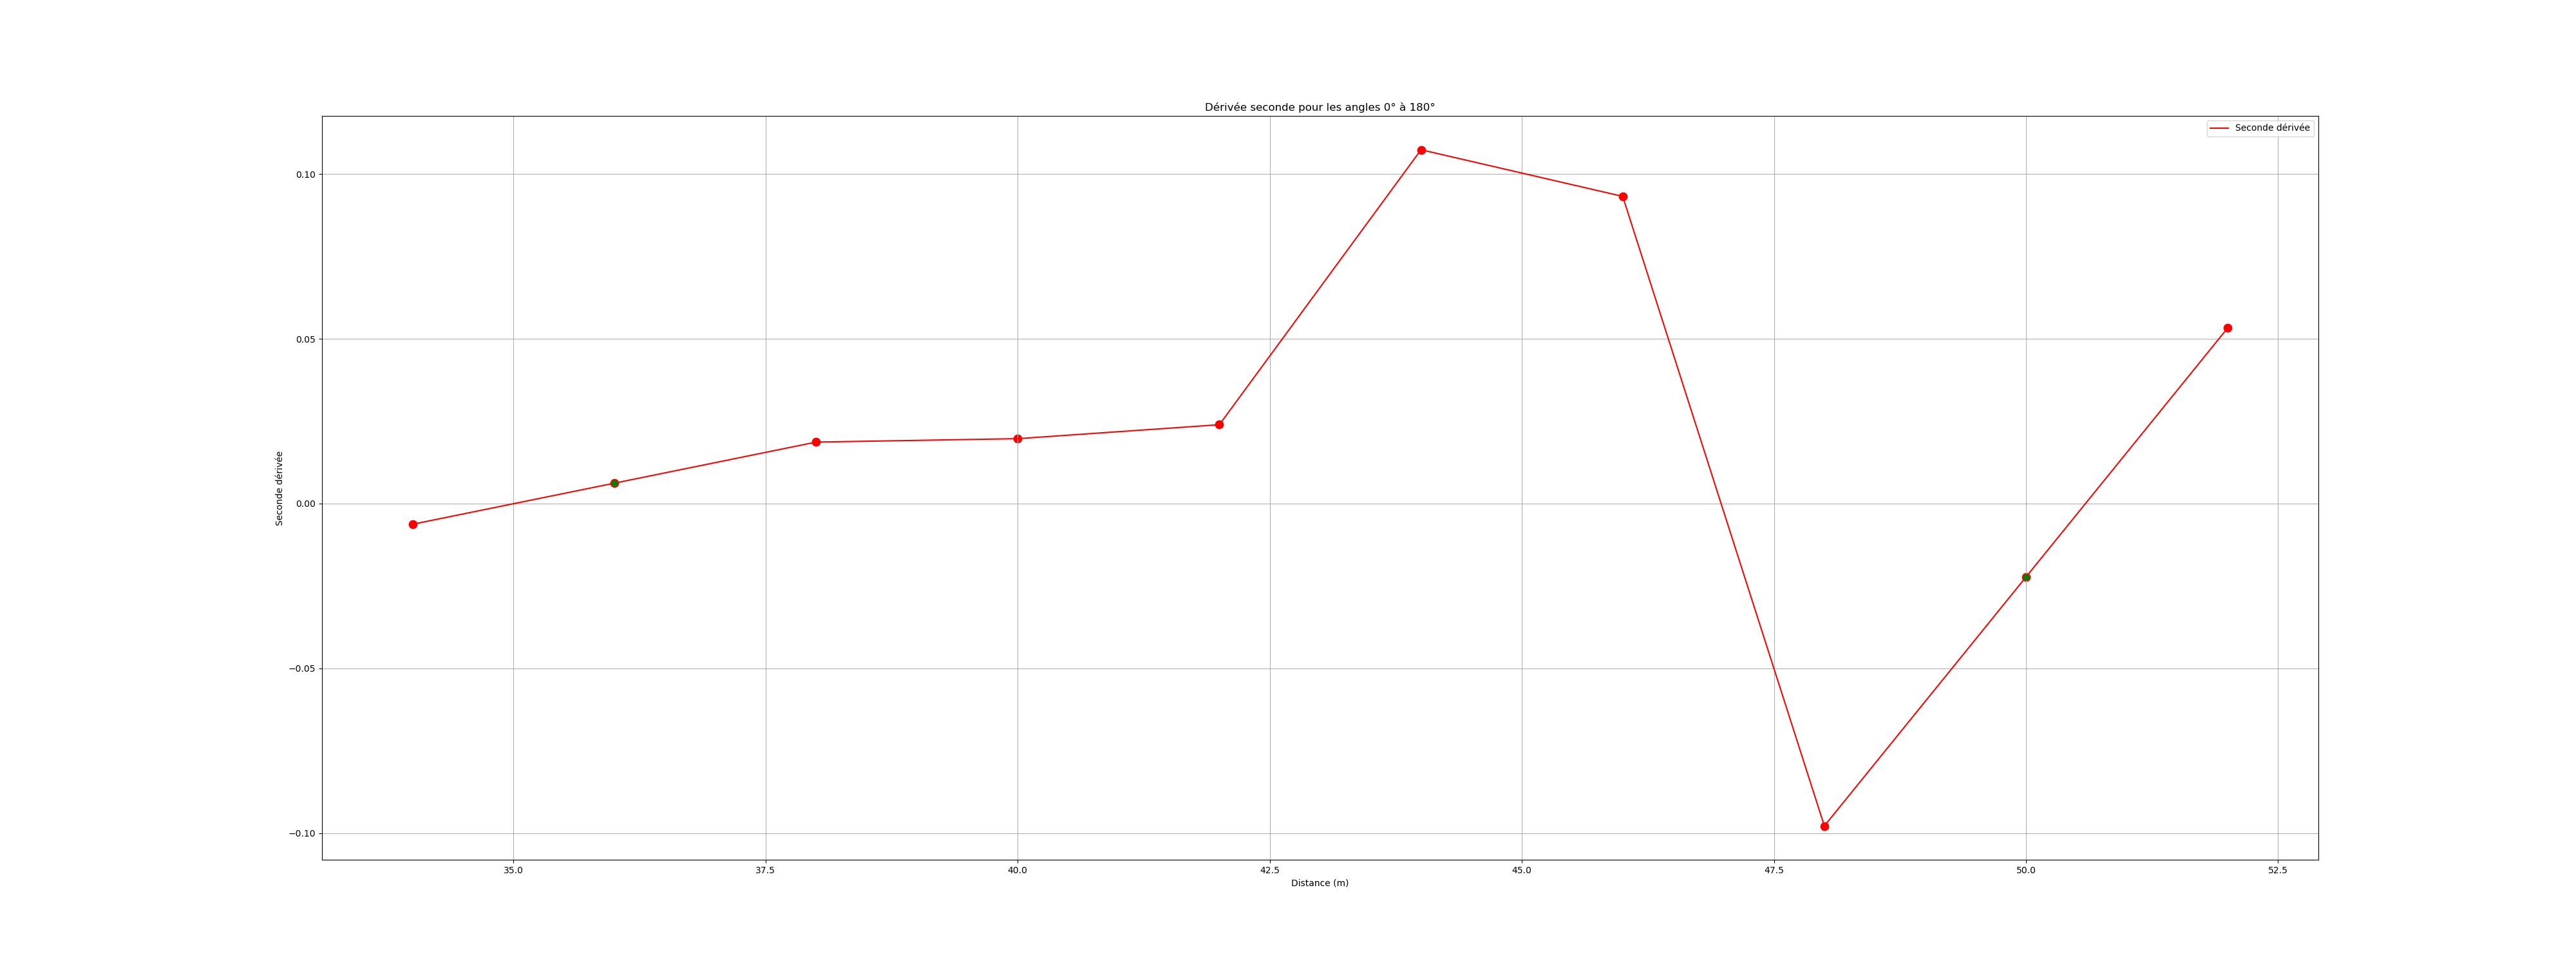 Dérivée seconde pour les angles 0° à 180°
Seconde dérivée
0.10
0.05
0.00
−0.05
−0.10
Seconde dérivée
35.0 37.5 40.0 42.5 45.0 47.5 50.0 52.5
Distance (m)